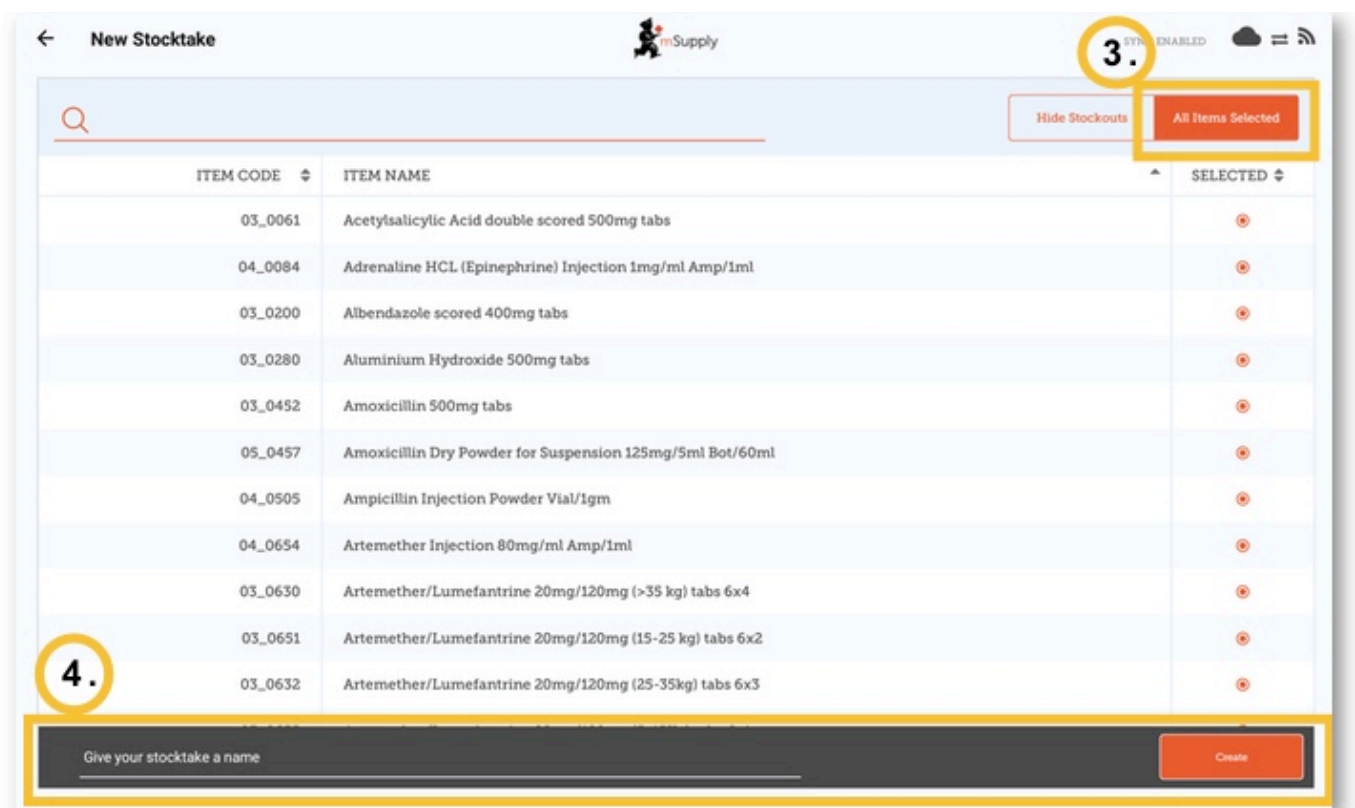 New Stocktake
mSupply
3.
ENABLED
Hide Stockouts
All Items Selected
ITEM CODE ITEM NAME SELECTED
03_0061 Acetylsalicylic Acid double scored 500mg tabs
04_0084 Adrenaline HCL (Epinephrine) Injection 1mg/ml Amp/1ml
03_0200 Albendazole scored 400mg tabs
03_0280 Aluminium Hydroxide 500mg tabs
03_0452 Amoxicillin 500mg tabs
05_0457 Amoxicillin Dry Powder for Suspension 125mg/5ml Bot/60ml
04_0505 Ampicillin Injection Powder Vial/1gm
04_0654 Artemether Injection 80mg/ml Amp/1ml
03_0630 Artemether/Lumefantrine 20mg/120mg (>35 kg) tabs 6x4
03_0651 Artemether/Lumefantrine 20mg/120mg (15-25 kg) tabs 6x2
4.
03_0632 Artemether/Lumefantrine 20mg/120mg (25-35kg) tabs 6x3
Give your stocktake a name
Create